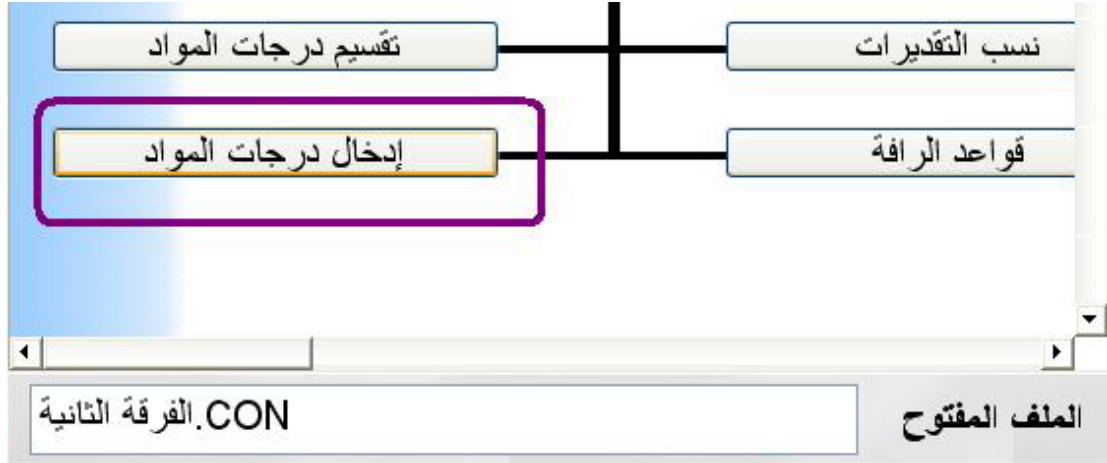 نسب التقديرات
تقسيم درجات المواد
قواعد الرافة
إدخال درجات المواد
الملف المفتوح
الفرقة الثانية.CON